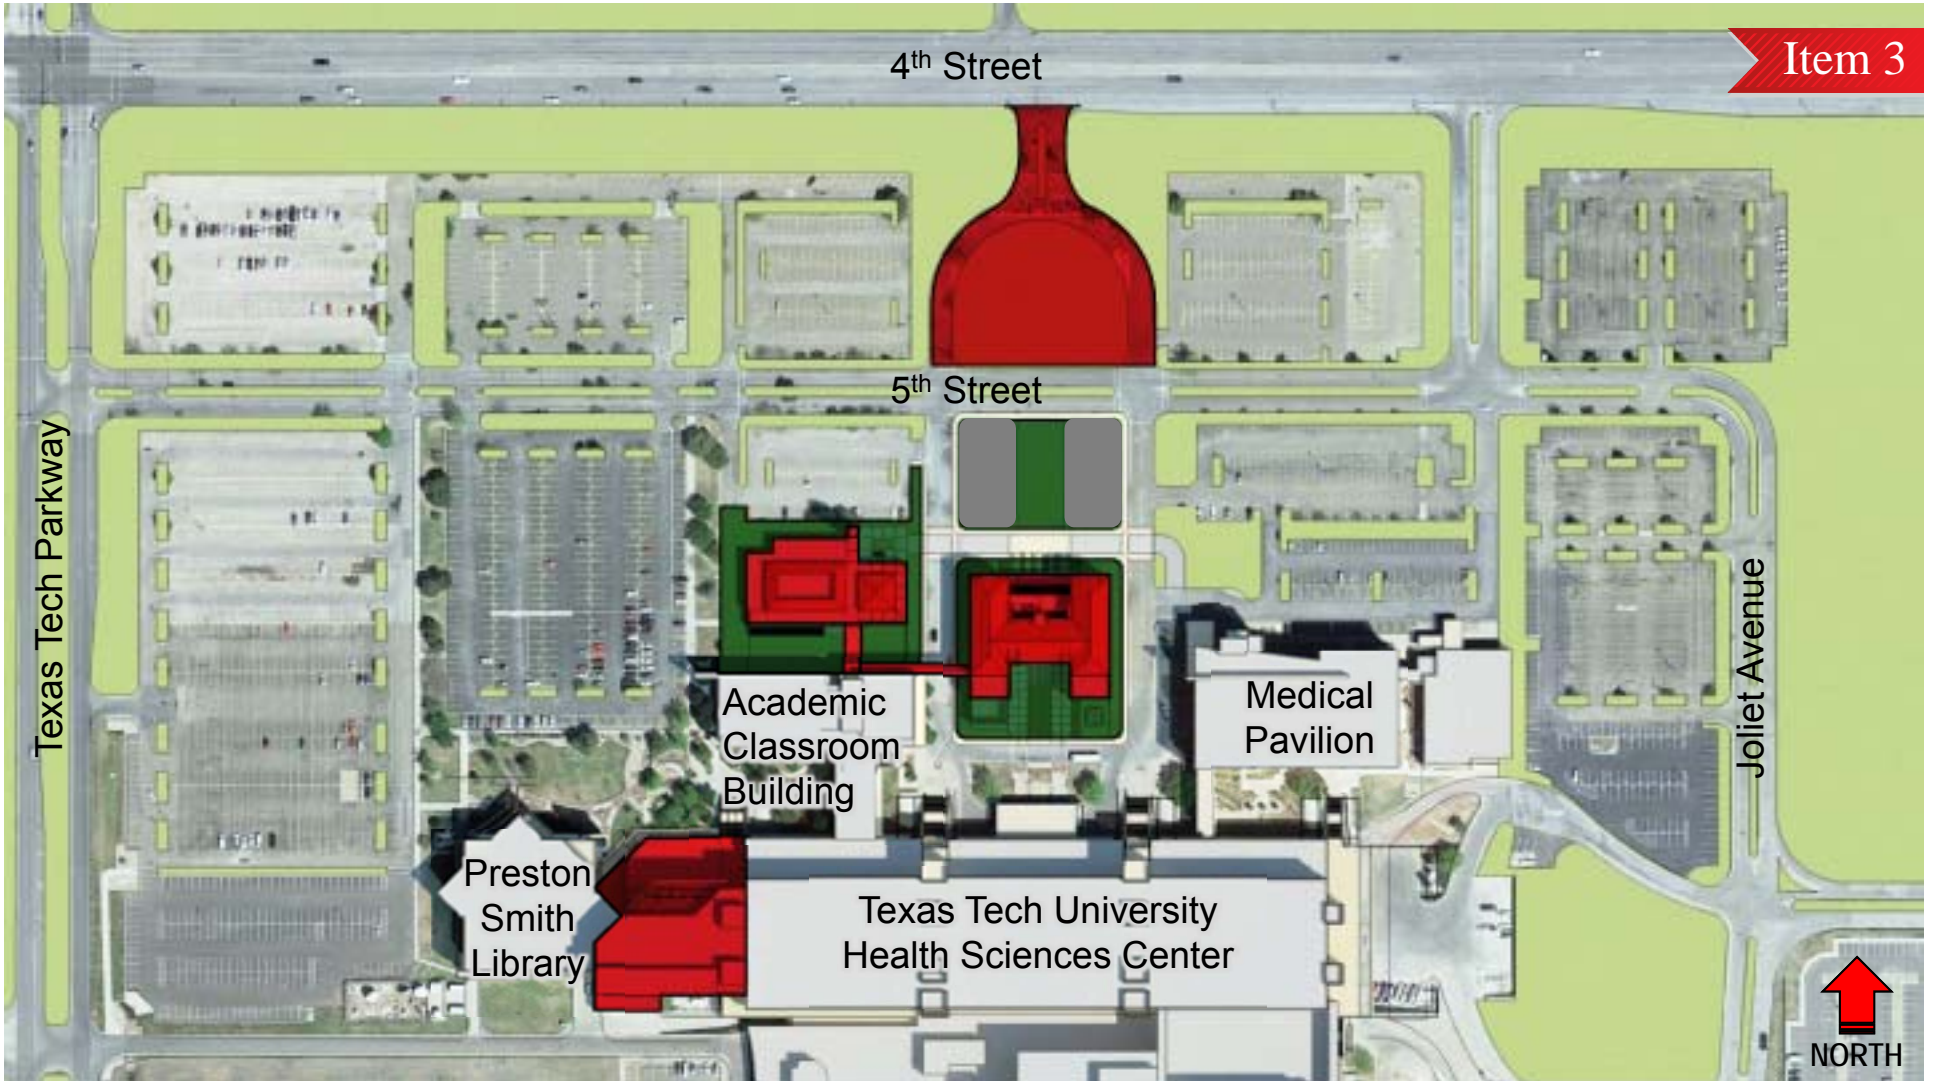 4th Street
Item 3
5th Street
Texas Tech Parkway
Joliet Avenue
Academic
Classroom
Building
Medical
Pavilion
Preston
Smith
Library
Texas Tech University
Health Sciences Center
NORTH